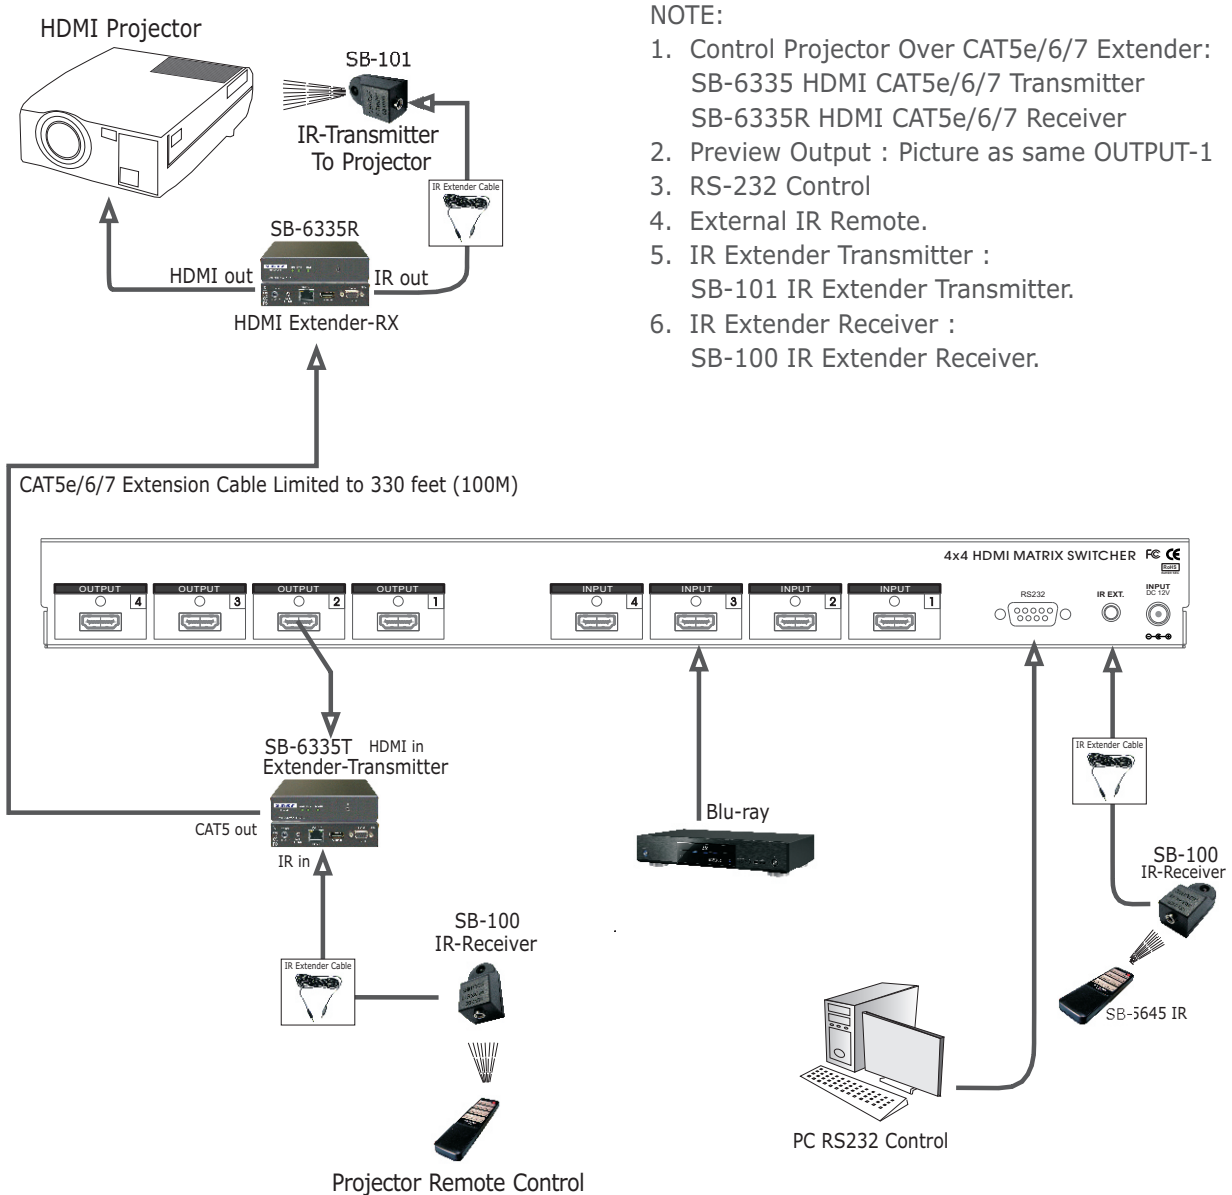 HDMI Projector
SB-101
IR-Transmitter
To Projector
IR Extender Cable
SB-6335R
HDMI out
IR out
HDMI Extender-RX
NOTE:
1. Control Projector Over CAT5e/6/7 Extender:
SB-6335 HDMI CAT5e/6/7 Transmitter
SB-6335R HDMI CAT5e/6/7 Receiver
2. Preview Output : Picture as same OUTPUT-1
3. RS-232 Control
4. External IR Remote.
5. IR Extender Transmitter :
SB-101 IR Extender Transmitter.
6. IR Extender Receiver :
SB-100 IR Extender Receiver.
CAT5e/6/7 Extension Cable Limited to 330 feet (100M)
4x4 HDMI MATRIX SWITCHER FC CE
RoHS
OUTPUT
4
OUTPUT
3
OUTPUT
2
OUTPUT
1
INPUT
4
INPUT
3
INPUT
2
INPUT
1
RS232
IR EXT.
INPUT
DC 12V
SB-6335T HDMI in
Extender-Transmitter
CAT5 out
IR in
IR Extender Cable
SB-100
IR-Receiver
Projector Remote Control
Blu-ray
PC RS232 Control
IR Extender Cable
SB-100
IR-Receiver
SB-5645 IR